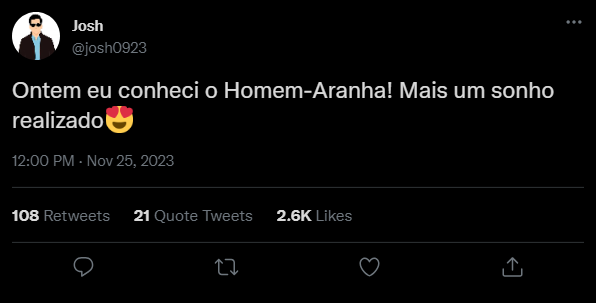 Josh
@josh0923
Ontem eu conheci o Homem-Aranha! Mais um sonho
realizado😍
12:00 PM · Nov 25, 2023
108 Retweets 21 Quote Tweets 2.6K Likes